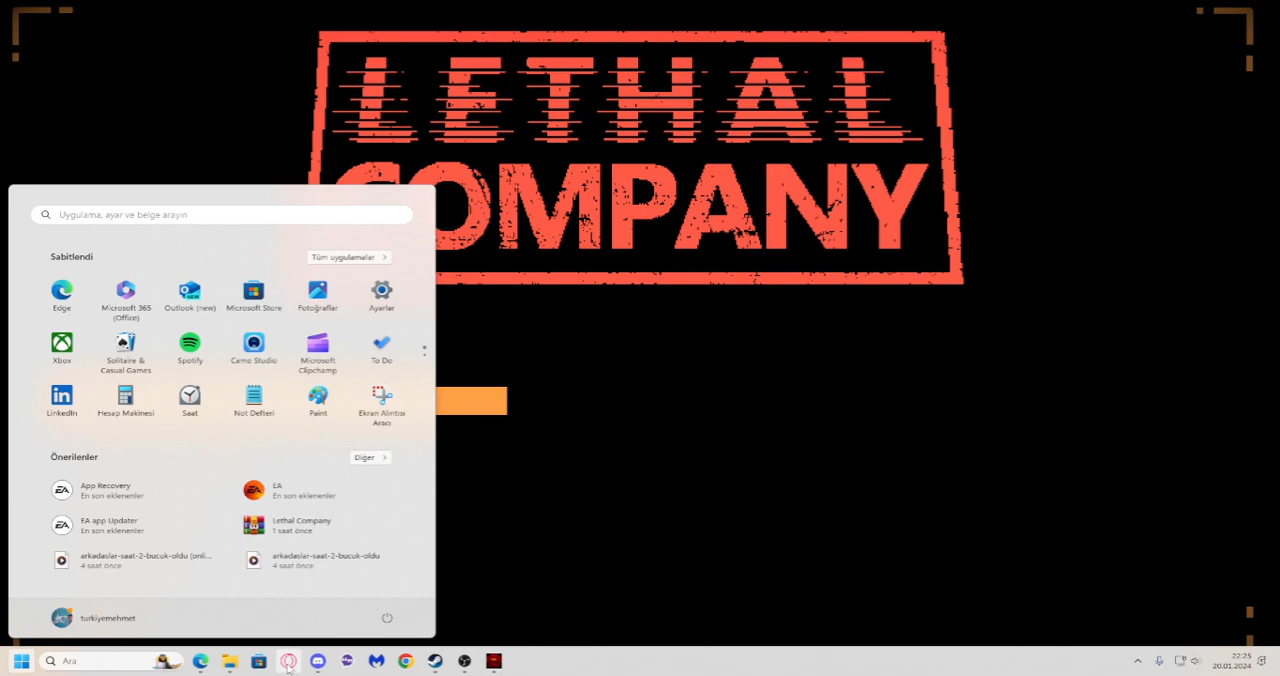 LETHAL
COMPANY
Uygulama, ayar ve belge arayın
Sabitlendi
Tüm uygulamalar
Edge
Microsoft 365
(Office)
Outlook (new)
Microsoft Store
Fotoğraflar
Ayarlar
Xbox
Solitaire &
Casual Games
Spotify
Camo Studio
Microsoft
Clipchamp
To Do
LinkedIn
Hesap Makinesi
Saat
Not Defteri
Paint
Ekran Alıntısı
Aracı
Önerilenler
Diğer
App Recovery
En son eklenenler
EA
En son eklenenler
EA app Updater
En son eklenenler
Lethal Company
1 saat önce
arkadaslar-saat-2-bucuk-oldu (onli...
4 saat önce
arkadaslar-saat-2-bucuk-oldu
4 saat önce
turkiyemehmet
Ara
22:25
20.01.2024